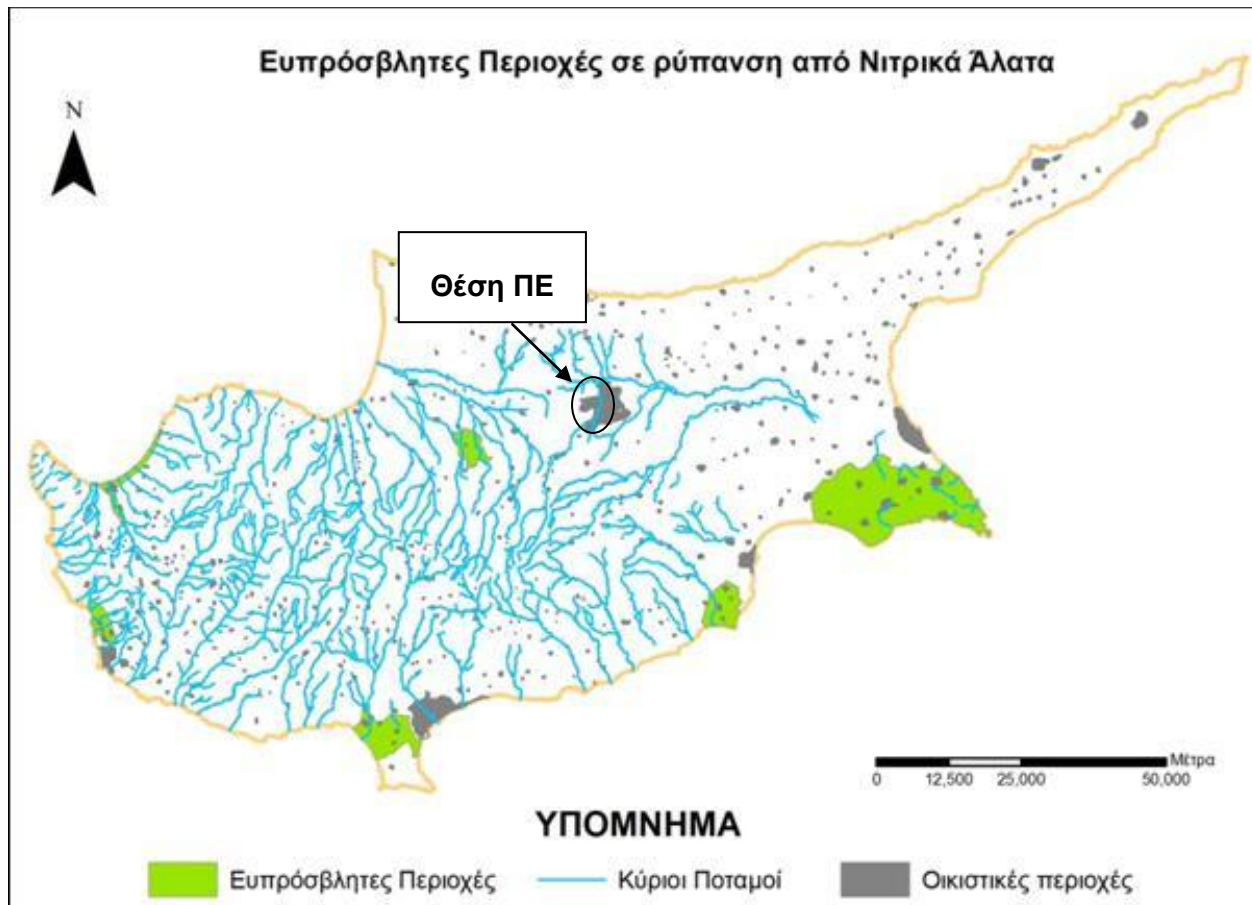 Ευπρόσβλητες Περιοχές σε ρύπανση από Νιτρικά Άλατα
N
Θέση ΠΕ
Μέτρα
0 12,500 25,000 50,000
ΥΠΟΜΝΗΜΑ
Ευπρόσβλητες Περιοχές Κύριοι Ποταμοί Οικιστικές περιοχές